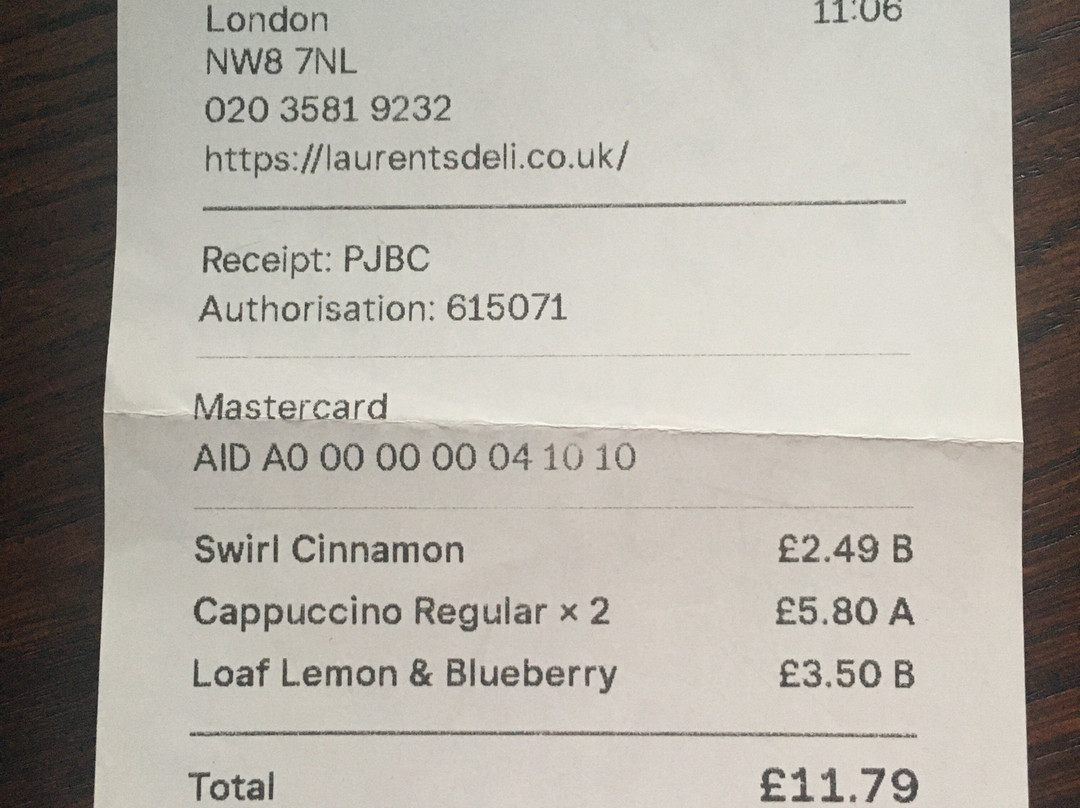 London 11:06
NW8 7NL
020 3581 9232
https://laurentsdeli.co.uk/
Receipt: PJBC
Authorisation: 615071
Mastercard
AID A0 00 00 00 04 10 10
Swirl Cinnamon £2.49 B
Cappuccino Regular × 2 £5.80 A
Loaf Lemon & Blueberry £3.50 B
Total £11.79